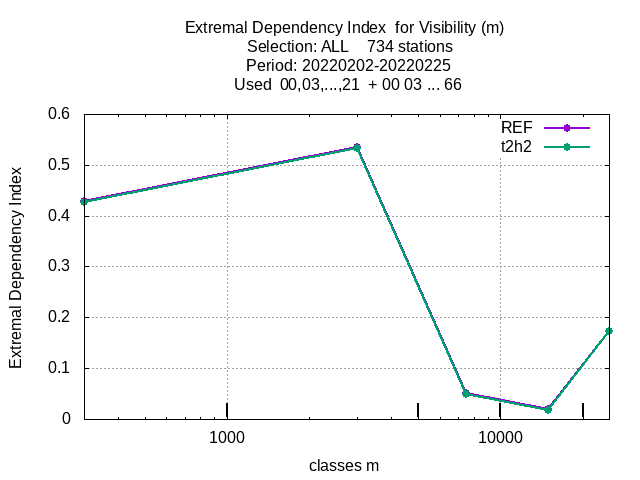 Extremal Dependency Index  for Visibility (m)
Selection: ALL    734 stations
Period: 20220202-20220225
Used  00,03,...,21  + 00 03 ... 66
REF
t2h2
Extremal Dependency Index
0.6
0.5
0.4
0.3
0.2
0.1
0
1000
10000
classes m